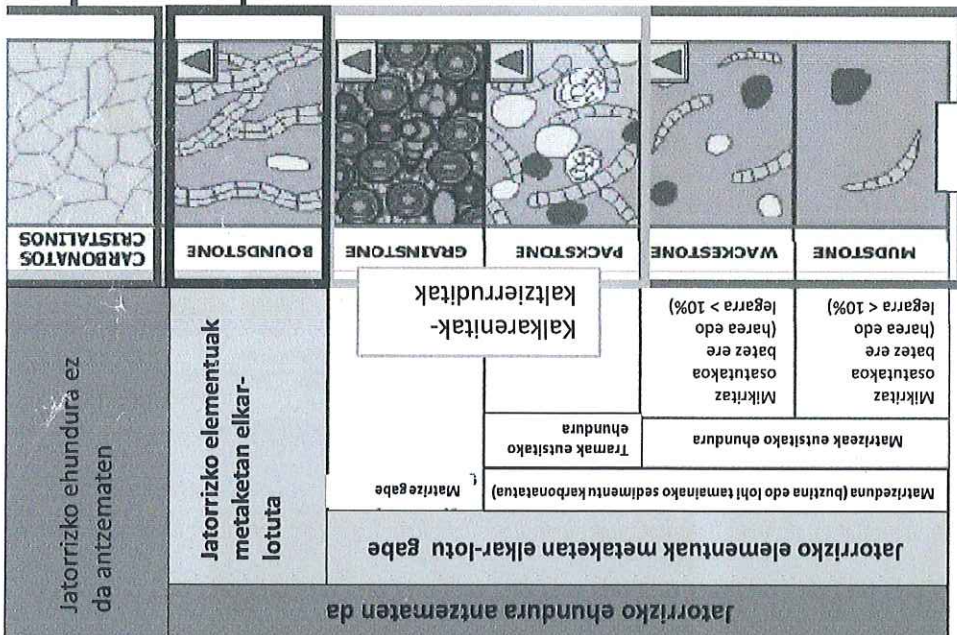 Jatorrizko ehundura antzematen da
Jatorrizko elementuak metaketan elkar-lotu gabe
Matrizeduna (buztina edo lohi tamainako sedimentu karbonatatua)
Matrize gabe
Matrizeak eutsitako ehundura
Tramak eutsitako
ehundura
Mikritaz
osatutakoa
batez ere
(harea edo
legarra < 10%)
Mikritaz
osatutakoa
batez ere
(harea edo
legarra > 10%)
Kalkarenitak-
kaltzierruditak
Jatorrizko elementuak
metaketan elkar-
lotuta
Jatorrizko ehundura ez
da antzematen
MUDSTONE
WACKESTONE
PACKSTONE
GRAINSTONE
BOUNDSTONE
CARBONATOS
CRISTALINOS